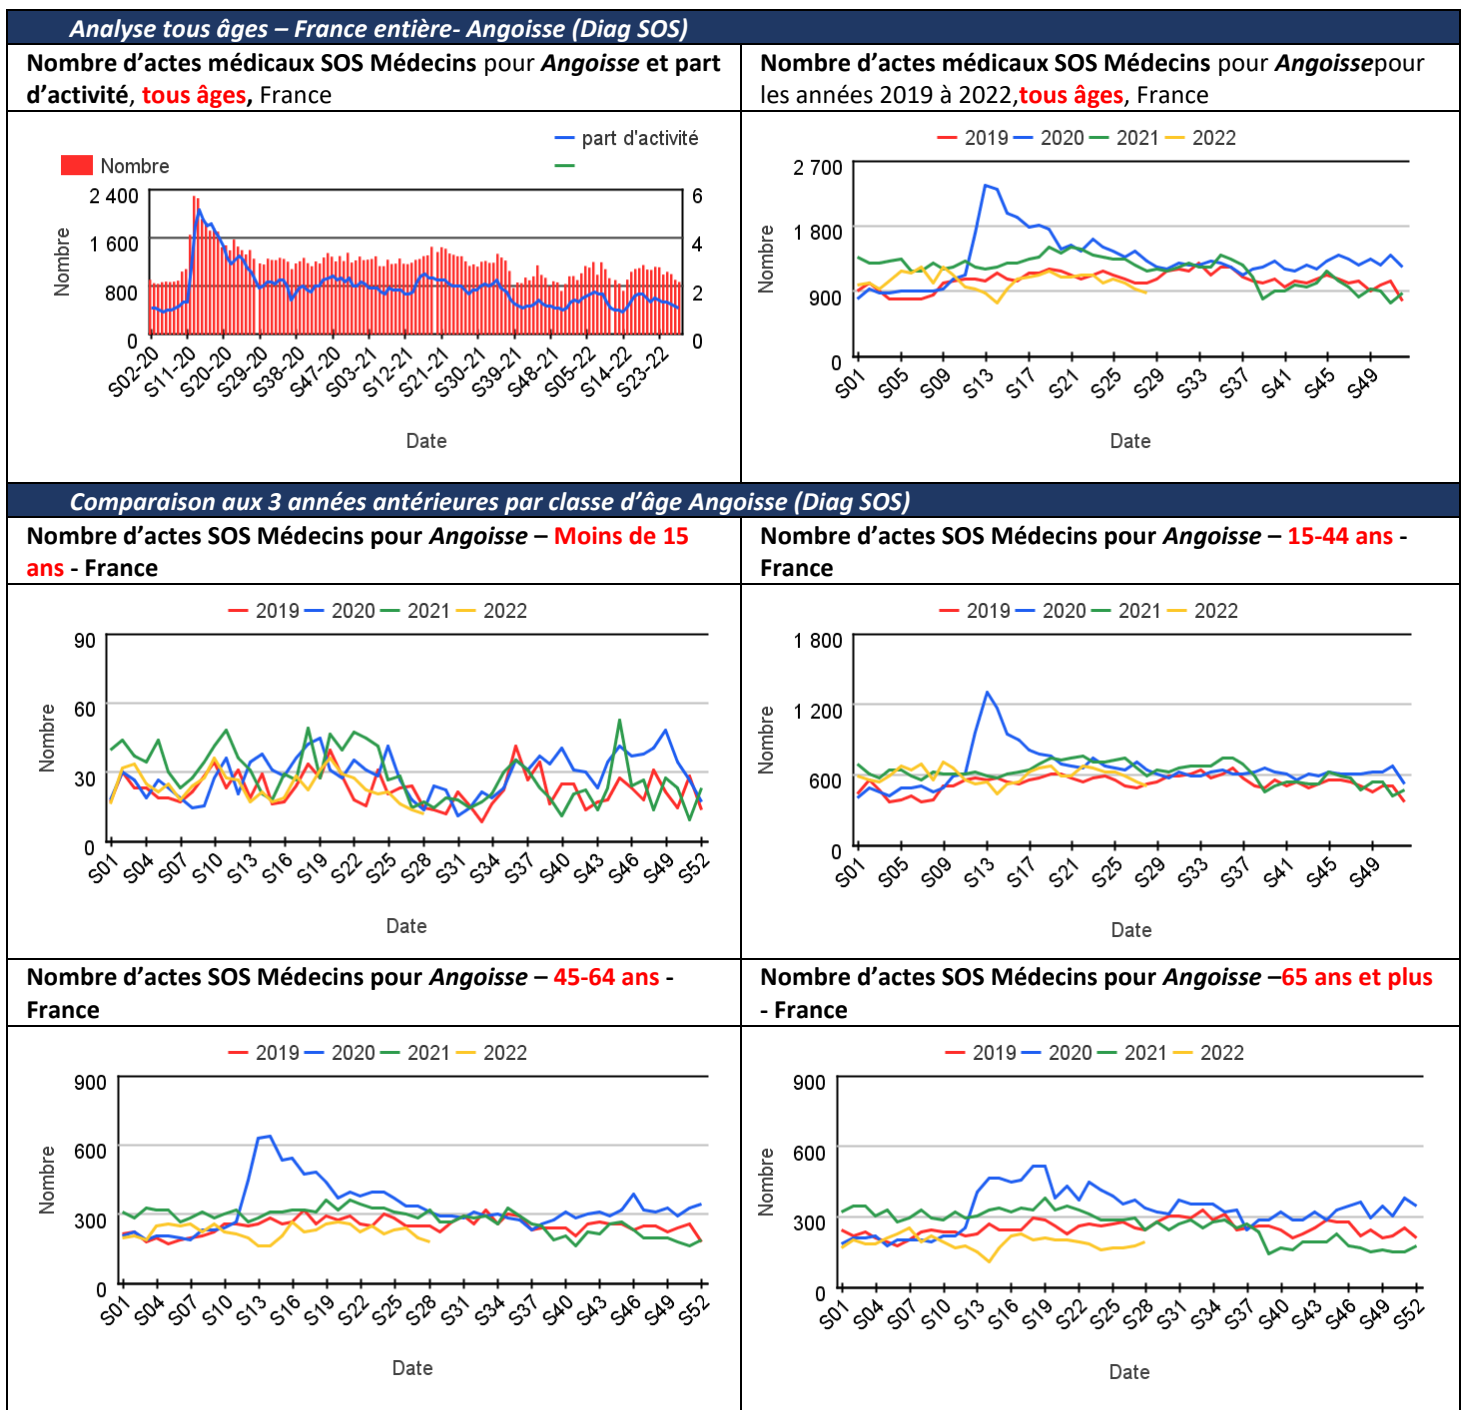 Analyse tous âges – France entière- Angoisse (Diag SOS)
Nombre d'actes médicaux SOS Médecins pour Angoisse et part
d'activité, tous âges, France
Nombre d'actes médicaux SOS Médecins pour Angoissepour
les années 2019 à 2022,tous âges, France
part d'activité
Nombre
2 400
1 600
800
0
6
4
2
0
Nombre
S02-20
S11-20
S20-20
S29-20
S38-20
S47-20
S03-21
S12-21
S21-21
S30-21
S39-21
S48-21
S05-22
S14-22
S23-22
Date
2019 2020 2021 2022
2 700
1 800
900
0
Nombre
S01
S05
S09
S13
S17
S21
S25
S29
S33
S37
S41
S45
S49
Date
Comparaison aux 3 années antérieures par classe d'âge Angoisse (Diag SOS)
Nombre d'actes SOS Médecins pour Angoisse – Moins de 15
ans - France
Nombre d'actes SOS Médecins pour Angoisse – 15-44 ans -
France
2019 2020 2021 2022
90
60
30
0
Nombre
S01
S04
S07
S10
S13
S16
S19
S22
S25
S28
S31
S34
S37
S40
S43
S46
S49
S52
Date
2019 2020 2021 2022
1 800
1 200
600
0
Nombre
S01
S05
S09
S13
S17
S21
S25
S29
S33
S37
S41
S45
S49
Date
Nombre d'actes SOS Médecins pour Angoisse – 45-64 ans -
France
Nombre d'actes SOS Médecins pour Angoisse –65 ans et plus
- France
2019 2020 2021 2022
900
600
300
0
Nombre
S01
S04
S07
S10
S13
S16
S19
S22
S25
S28
S31
S34
S37
S40
S43
S46
S49
S52
Date
2019 2020 2021 2022
900
600
300
0
Nombre
S01
S04
S07
S10
S13
S16
S19
S22
S25
S28
S31
S34
S37
S40
S43
S46
S49
S52
Date